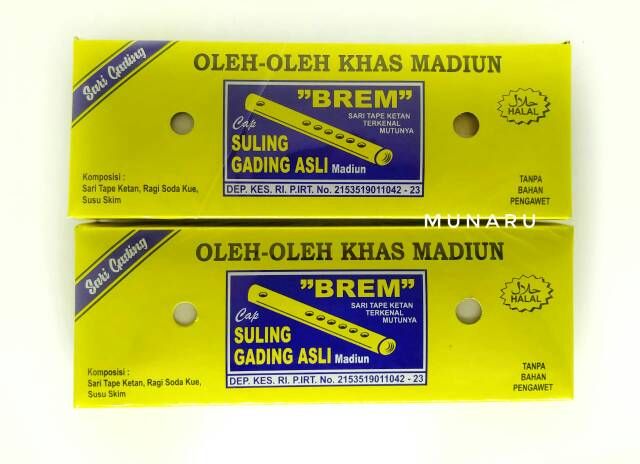 Sari Gading
OLEH-OLEH KHAS MADIUN
"BREM"
SARI TAPE KETAN
TERKENAL
MUTUNYA
Cap
SULING
GADING ASLI Madiun
DEP. KES. RI. P.IRT. No. 2153519011042 - 23
حلال
HALAL
Komposisi :
Sari Tape Ketan, Ragi Soda Kue,
Susu Skim
TANPA
BAHAN
PENGAWET
MUNARU
Sari Gading
OLEH-OLEH KHAS MADIUN
"BREM"
SARI TAPE KETAN
TERKENAL
MUTUNYA
Cap
SULING
GADING ASLI Madiun
DEP. KES. RI. P.IRT. No. 2153519011042 - 23
حلال
HALAL
Komposisi :
Sari Tape Ketan, Ragi Soda Kue,
Susu Skim
TANPA
BAHAN
PENGAWET